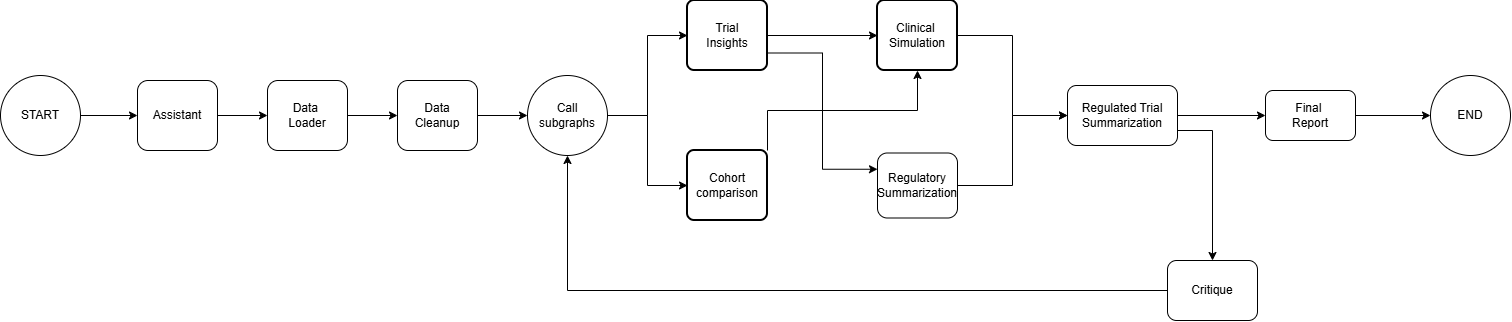 START
Assistant
Data
Loader
Data
Cleanup
Call
subgraphs
Trial
Insights
Cohort
comparison
Clinical
Simulation
Regulatory
Summarization
Regulated Trial
Summarization
Critique
Final
Report
END